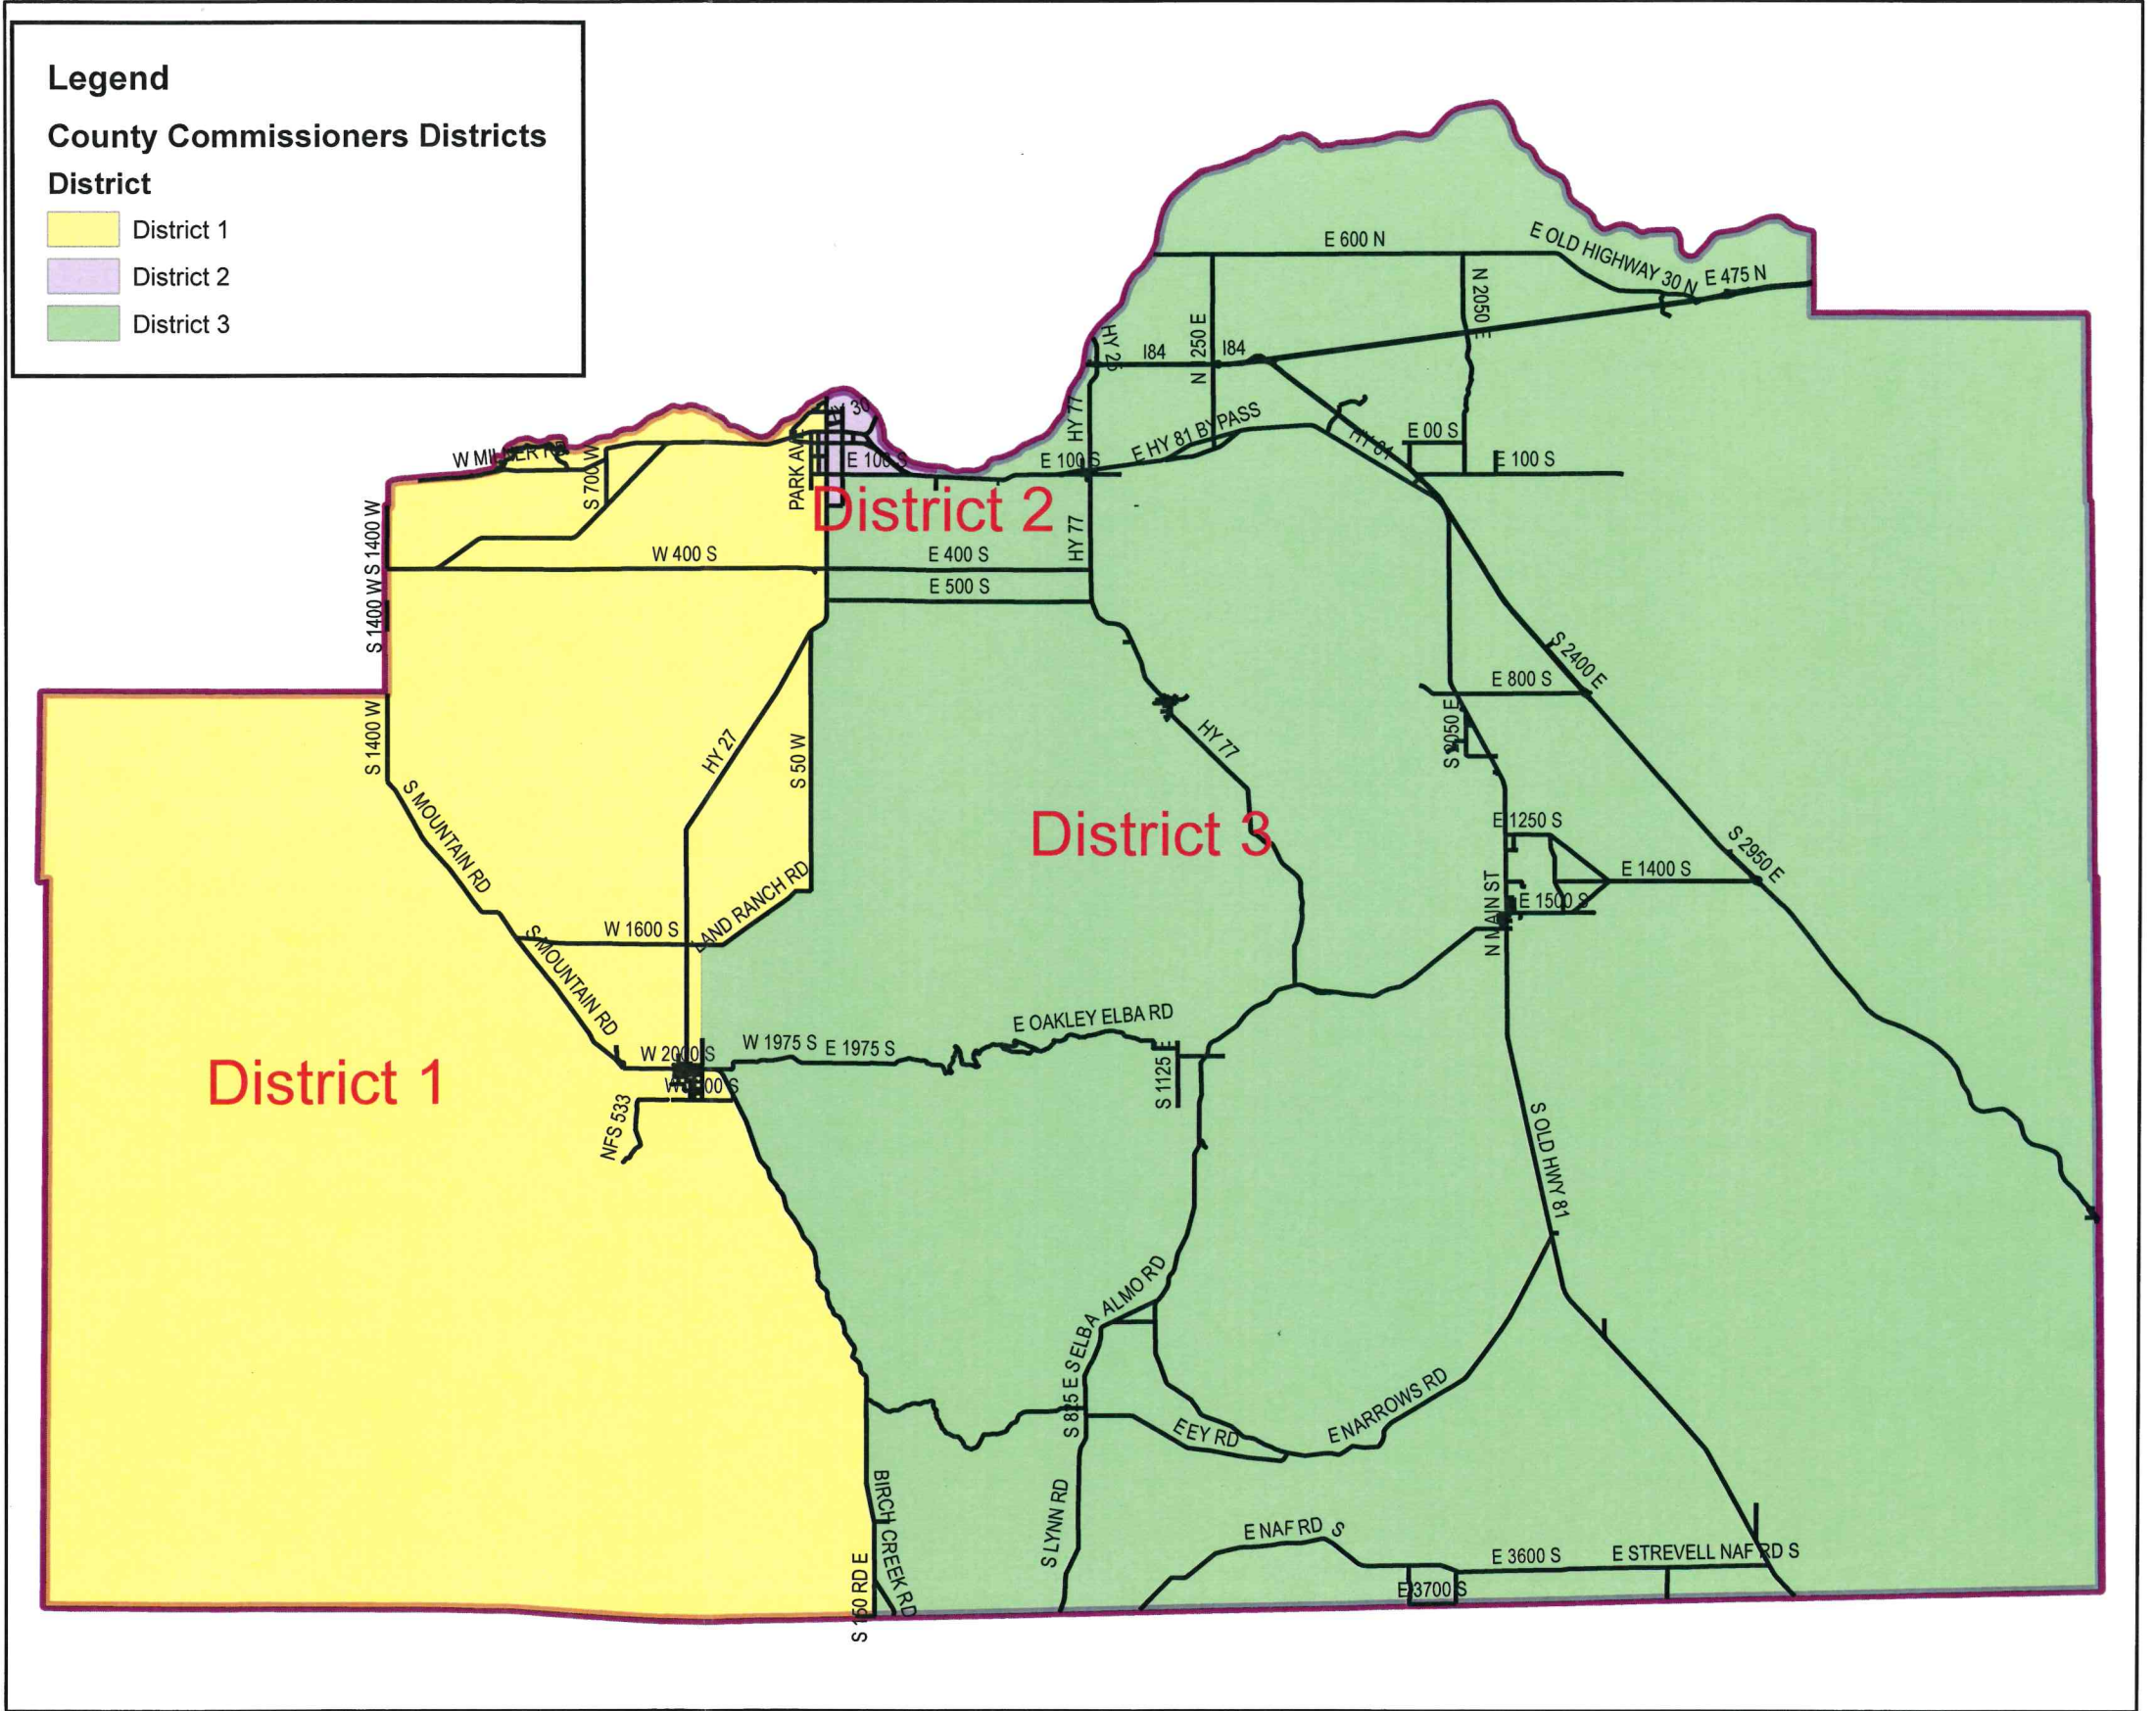 Legend
County Commissioners Districts
District
District 1
District 2
District 3
E 600 N
E OLD HIGHWAY 30 N
E 475 N
N 2050 E
HY 25
I84
N 250 E
I84
HY 77
E HY 81 BYPASS
HY 81
E 00 S
E 100 S
HY 30
W MILNER RD
S 700 W
PARK AVE
E 100 S
E 100 S
District 2
S 1400 W
W 400 S
E 400 S
HY 77
E 500 S
S 1400 W
S 2400 E
E 800 S
S 1400 W
HY 27
S 50 W
HY 77
S 2050 E
S MOUNTAIN RD
District 3
E 1250 S
S 2950 E
E 1400 S
E 1500 S
N MAIN ST
LAND RANCH RD
W 1600 S
S MOUNTAIN RD
E OAKLEY ELBA RD
W 1975 S
E 1975 S
W 2000 S
District 1
S 1125 E
NFS 533
S OLD HWY 81
S ELBA ALMO RD
S 825 E
E NARROWS RD
E EY RD
BIRCH CREEK RD
S LYNN RD
E NAF RD S
E 3600 S
E STREVELL NAF RD S
E 3700 S
S 150 RD E